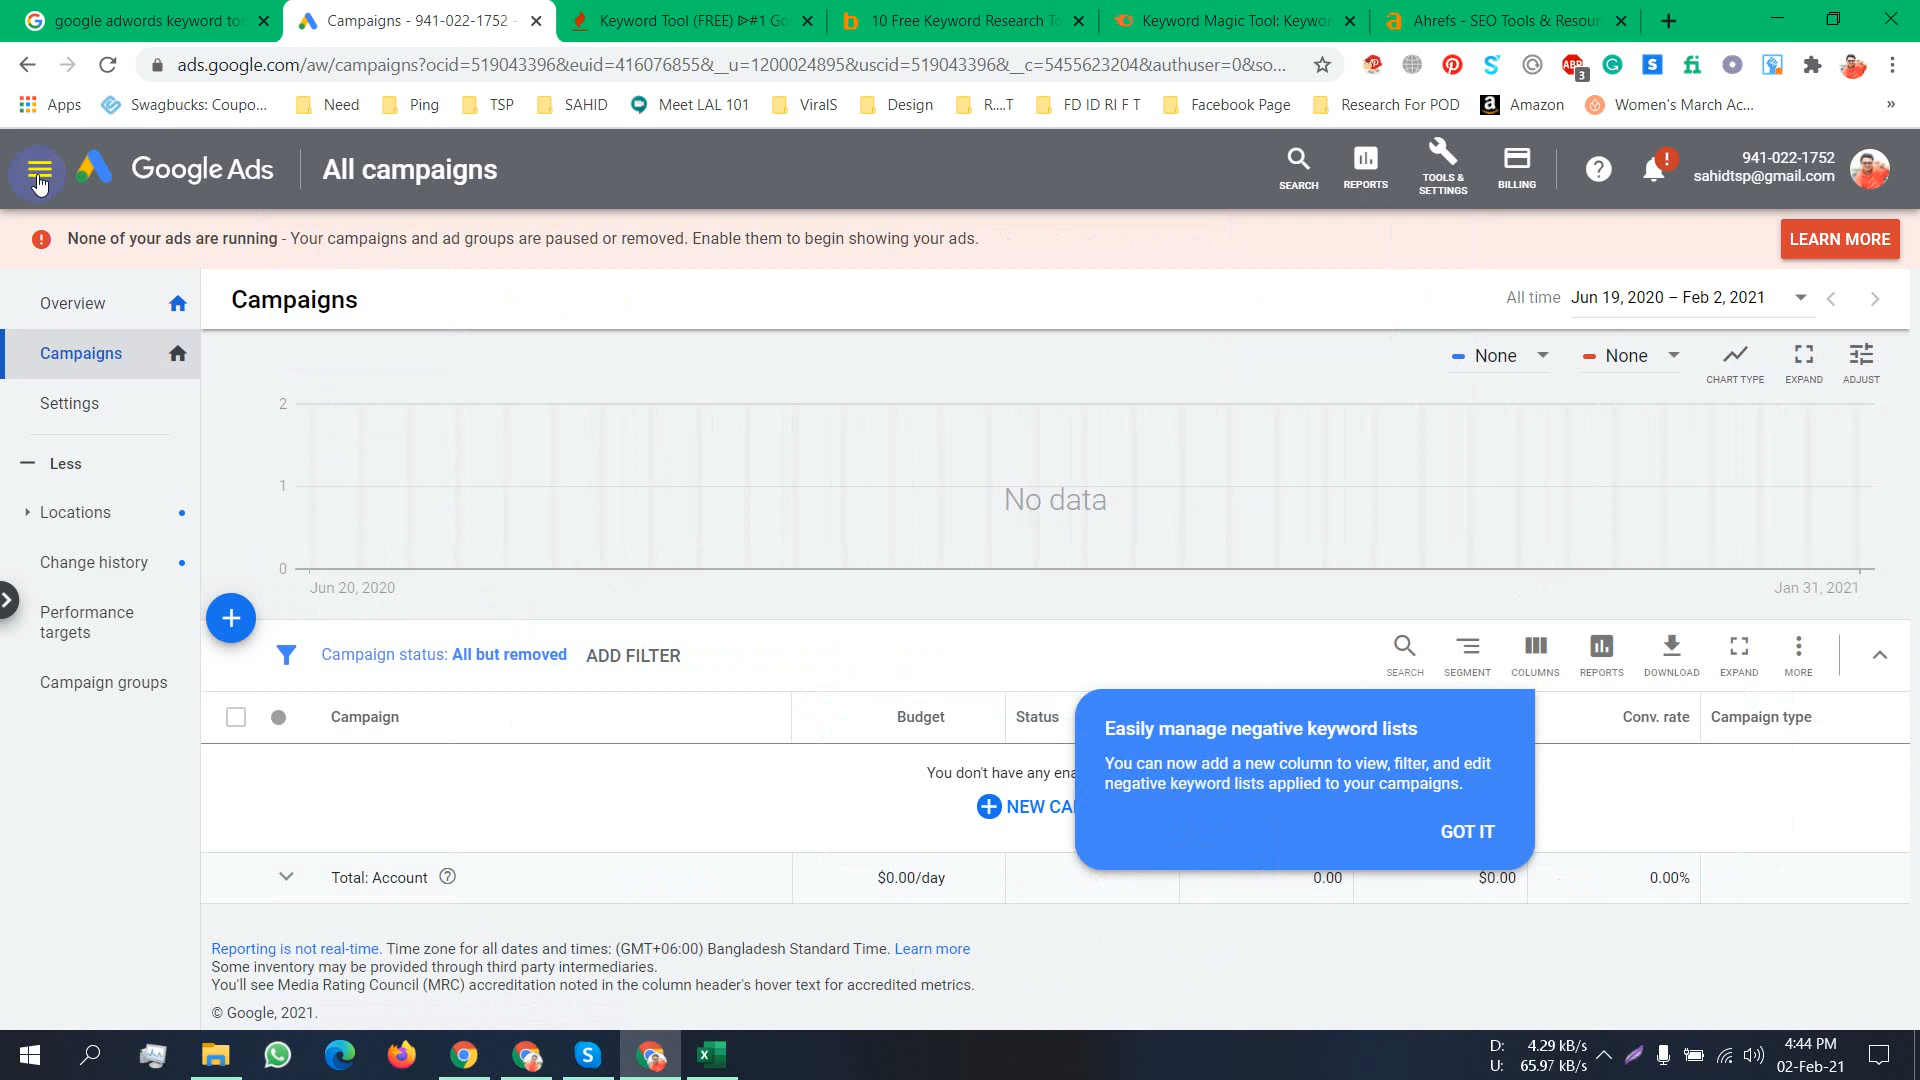 google adwords keyword to
Campaigns - 941-022-1752 -
Keyword Tool (FREE) ᐉ#1 Go
10 Free Keyword Research To
Keyword Magic Tool: Keywor
Ahrefs - SEO Tools & Resour
ads.google.com/aw/campaigns?ocid=519043396&euid=416076855&__u=1200024895&uscid=519043396&__c=5455623204&authuser=0&so...
Apps
Swagbucks: Coupo...
Need
Ping
TSP
SAHID
Meet LAL 101
ViralS
Design
R....T
FD ID RI F T
Facebook Page
Research For POD
Amazon
Women's March Ac...
»
Google Ads
All campaigns
SEARCH
REPORTS
TOOLS &
SETTINGS
BILLING
941-022-1752
sahidtsp@gmail.com
None of your ads are running - Your campaigns and ad groups are paused or removed. Enable them to begin showing your ads.
LEARN MORE
Overview
Campaigns
Settings
Less
Locations
Change history
Performance
targets
Campaign groups
Campaigns
All time Jun 19, 2020 – Feb 2, 2021
None
None
CHART TYPE
EXPAND
ADJUST
2
1
0
No data
Jun 20, 2020
Jan 31, 2021
Campaign status: All but removed
ADD FILTER
SEARCH
SEGMENT
COLUMNS
REPORTS
DOWNLOAD
EXPAND
MORE
Campaign
Budget
Status
Conv. rate
Campaign type
You don't have any ena
NEW CA
Easily manage negative keyword lists
You can now add a new column to view, filter, and edit
negative keyword lists applied to your campaigns.
GOT IT
Total: Account
$0.00/day
0.00
$0.00
0.00%
Reporting is not real-time. Time zone for all dates and times: (GMT+06:00) Bangladesh Standard Time. Learn more
Some inventory may be provided through third party intermediaries.
You'll see Media Rating Council (MRC) accreditation noted in the column header's hover text for accredited metrics.
© Google, 2021.
D: 4.29 kB/s
U: 65.97 kB/s
4:44 PM
02-Feb-21